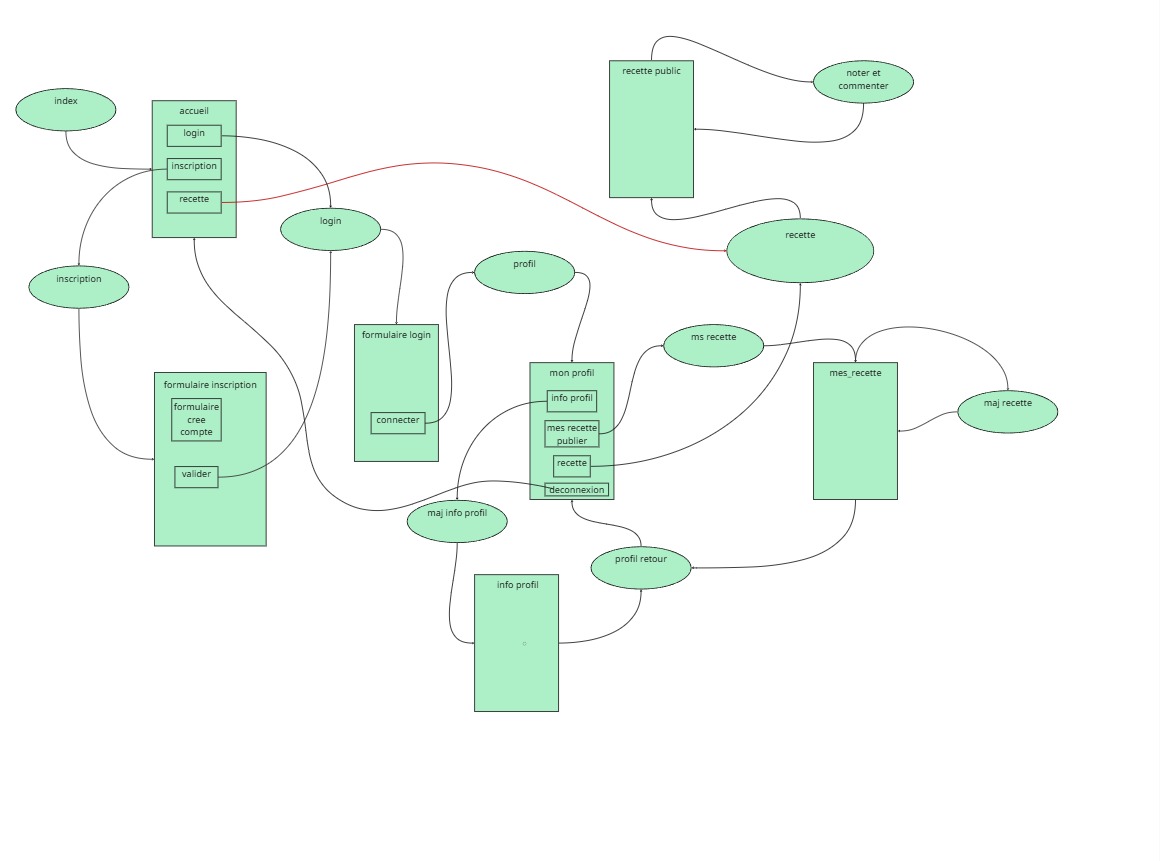 recette public
noter et
commenter
index
accueil
login
inscription
recette
login
recette
inscription
profil
formulaire login
connecter
ms recette
mon profil
info profil
mes recette
publier
recette
deconnexion
mes_recette
maj recette
formulaire inscription
formulaire
cree
compte
valider
maj info profil
profil retour
info profil